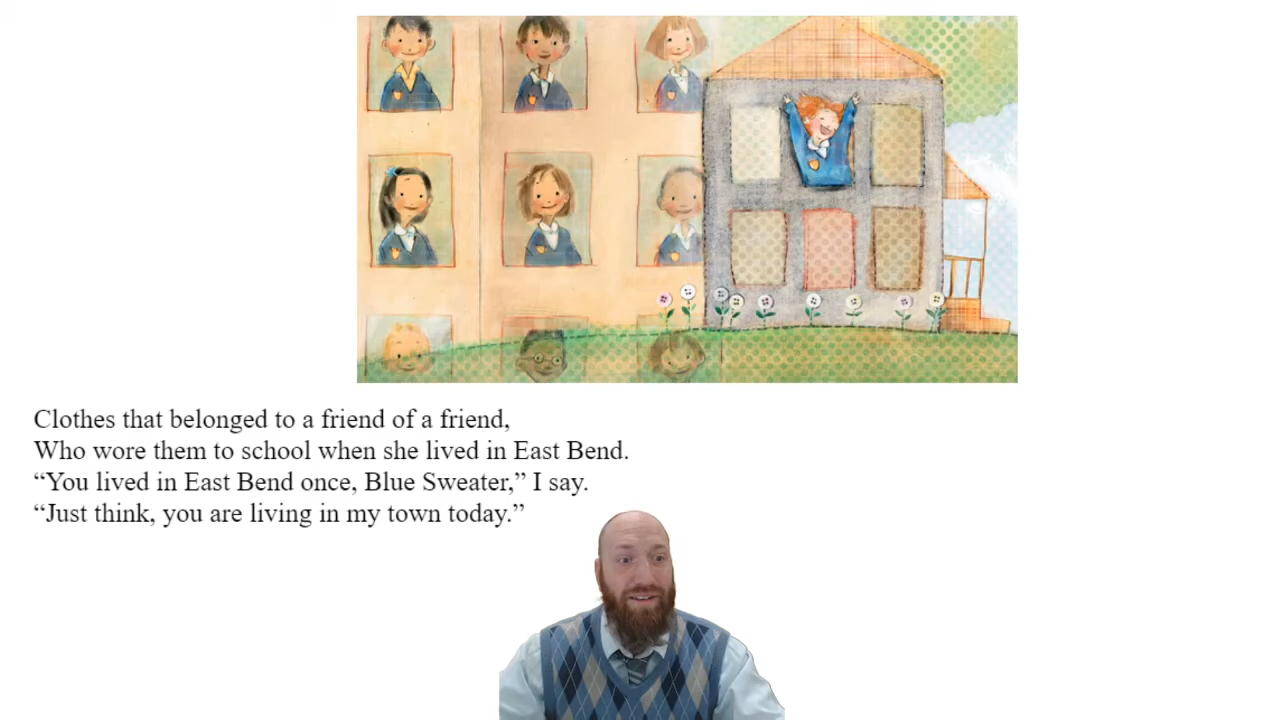 Clothes that belonged to a friend of a friend,
Who wore them to school when she lived in East Bend.
“You lived in East Bend once, Blue Sweater,” I say.
“Just think, you are living in my town today.”